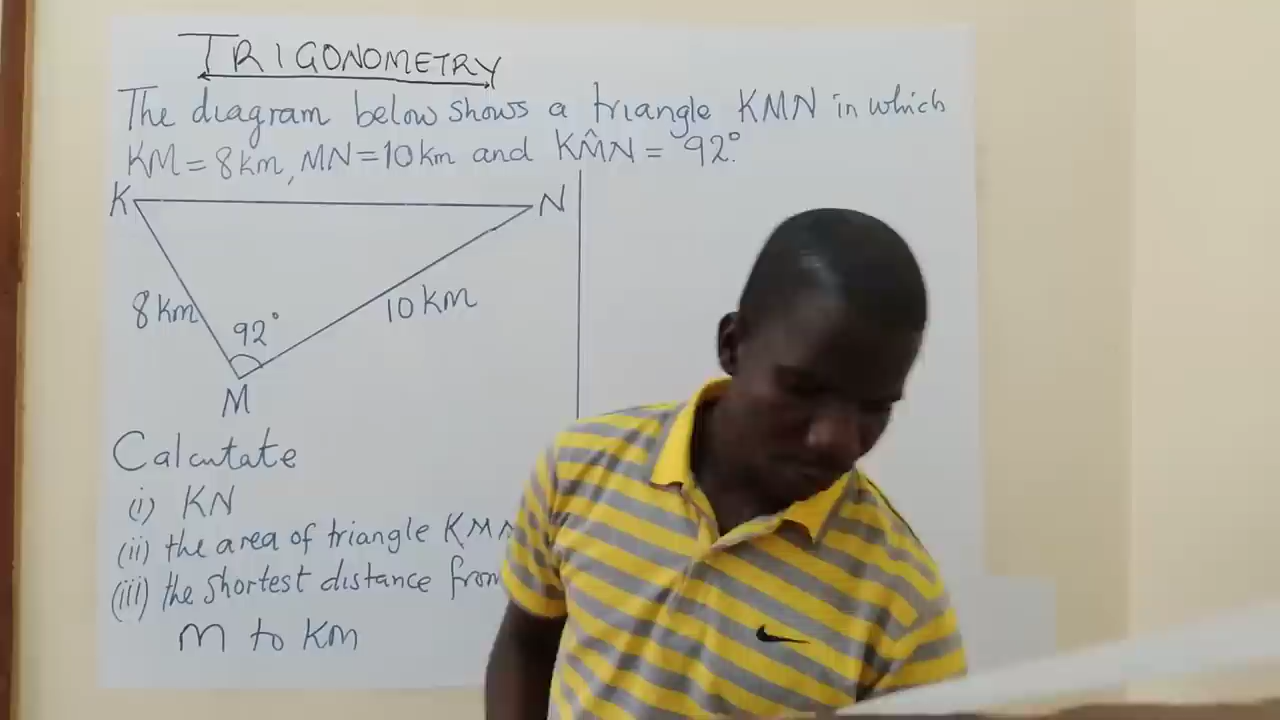 TRIGONOMETRY
The diagram below shows a triangle KMN in which
KM = 8km, MN = 10km and KM̂N = 92°.
K
N
8km
92°
10km
M
Calcutate
(i) KN
(ii) the area of triangle KMN
(iii) the shortest distance from
M to KM